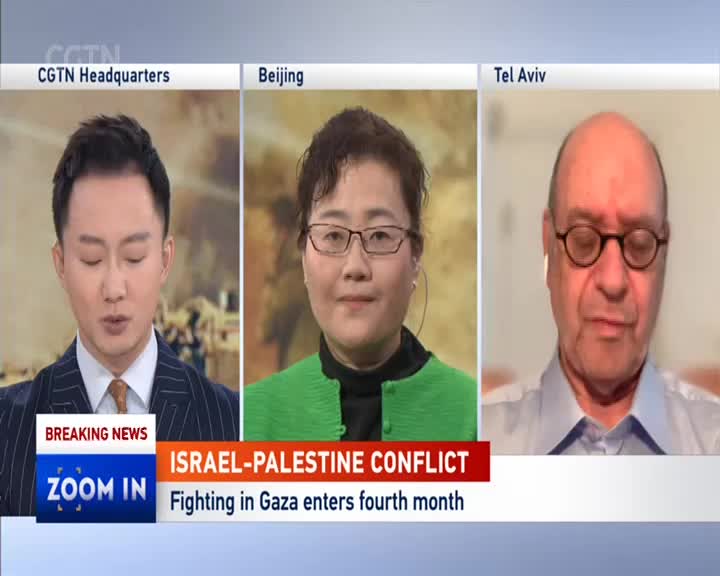 CGTN
CGTN Headquarters
Beijing
Tel Aviv
BREAKING NEWS
ISRAEL-PALESTINE CONFLICT
ZOOM IN
Fighting in Gaza enters fourth month